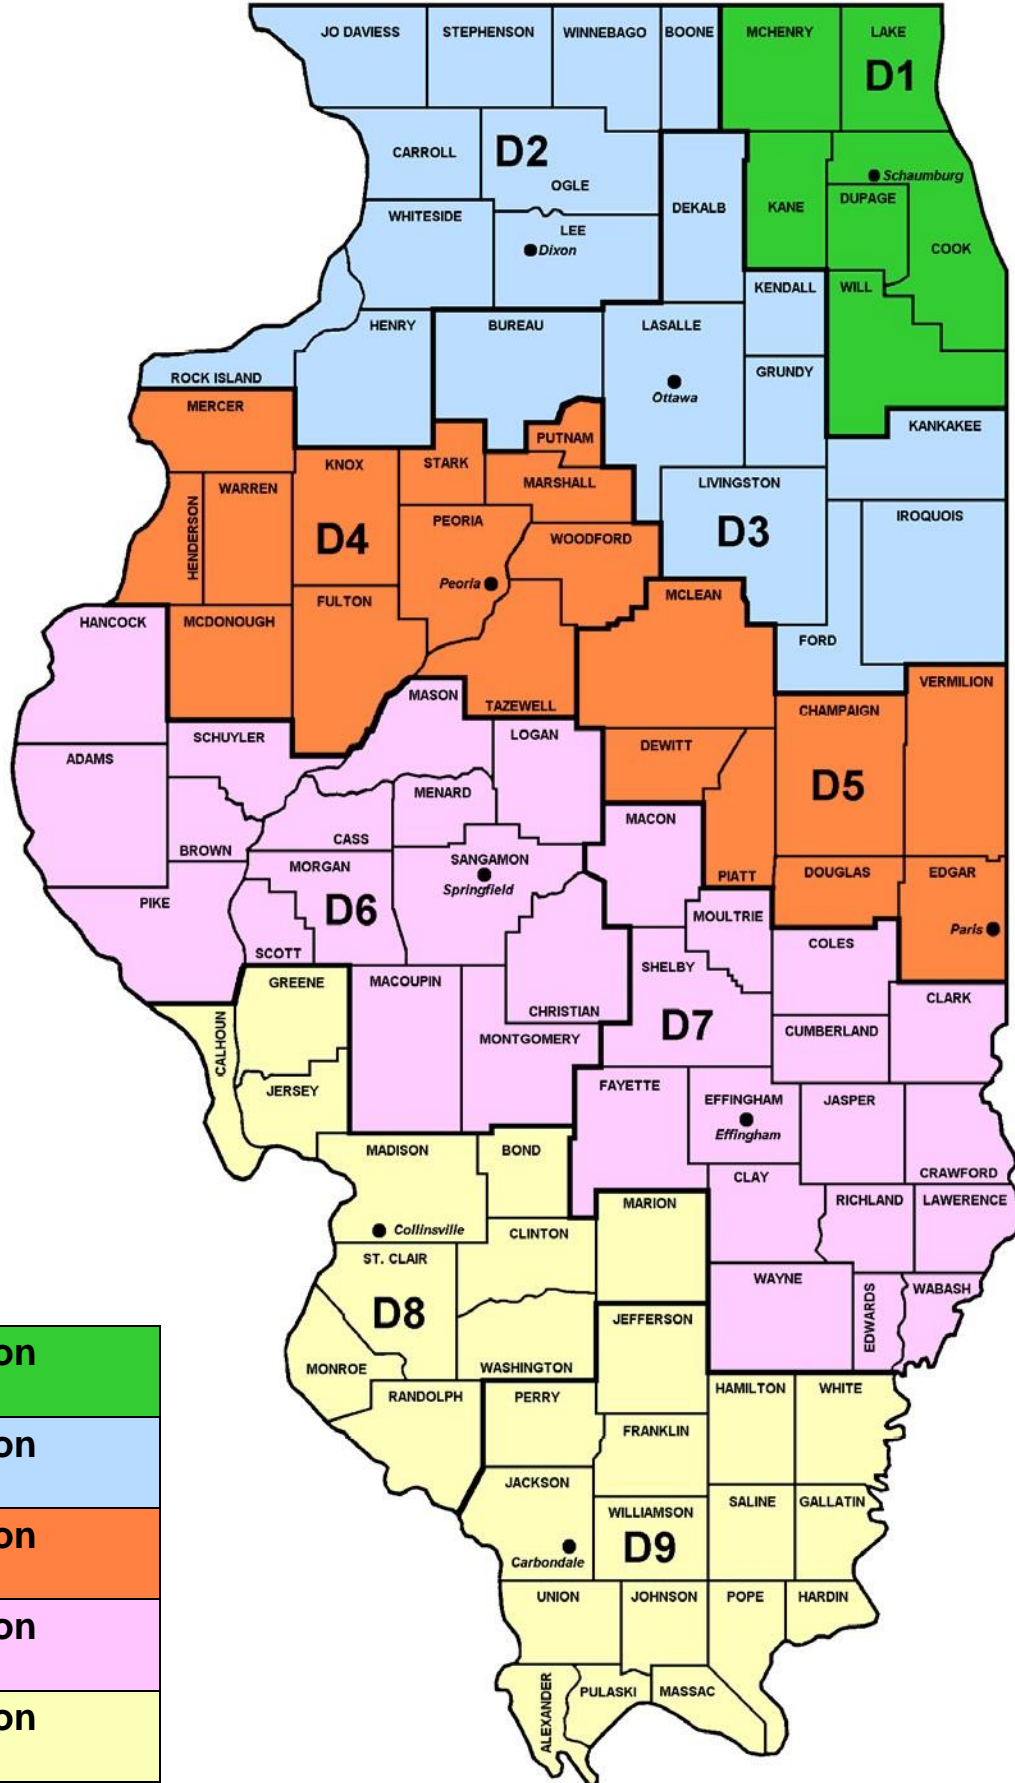 JO DAVIESS
STEPHENSON
WINNEBAGO
BOONE
MCHENRY
LAKE
D1
CARROLL
D2
OGLE
Schaumburg
DUPAGE
KANE
DEKALB
WHITESIDE
LEE
Dixon
COOK
KENDALL
WILL
HENRY
BUREAU
LASALLE
GRUNDY
ROCK ISLAND
Ottawa
MERCER
KANKAKEE
PUTNAM
KNOX
STARK
MARSHALL
LIVINGSTON
WARREN
HENDERSON
IROQUOIS
PEORIA
D3
D4
WOODFORD
Peoria
MCLEAN
FULTON
HANCOCK
MCDONOUGH
FORD
VERMILION
MASON
TAZEWELL
CHAMPAIGN
SCHUYLER
LOGAN
DEWITT
ADAMS
D5
MENARD
MACON
CASS
BROWN
SANGAMON
MORGAN
Springfield
PIATT
DOUGLAS
EDGAR
PIKE
D6
MOULTRIE
Paris
COLES
SCOTT
SHELBY
GREENE
MACOUPIN
CLARK
CHRISTIAN
D7
CUMBERLAND
CALHOUN
MONTGOMERY
JERSEY
FAYETTE
EFFINGHAM
JASPER
Effingham
MADISON
BOND
CLAY
CRAWFORD
MARION
RICHLAND
LAWERENCE
Collinsville
CLINTON
ST. CLAIR
WAYNE
EDWARDS
WABASH
D8
JEFFERSON
MONROE
WASHINGTON
RANDOLPH
PERRY
HAMILTON
WHITE
FRANKLIN
JACKSON
SALINE
GALLATIN
WILLIAMSON
D9
Carbondale
UNION
JOHNSON
POPE
HARDIN
ALEXANDER
PULASKI
MASSAC
on
on
on
on
on